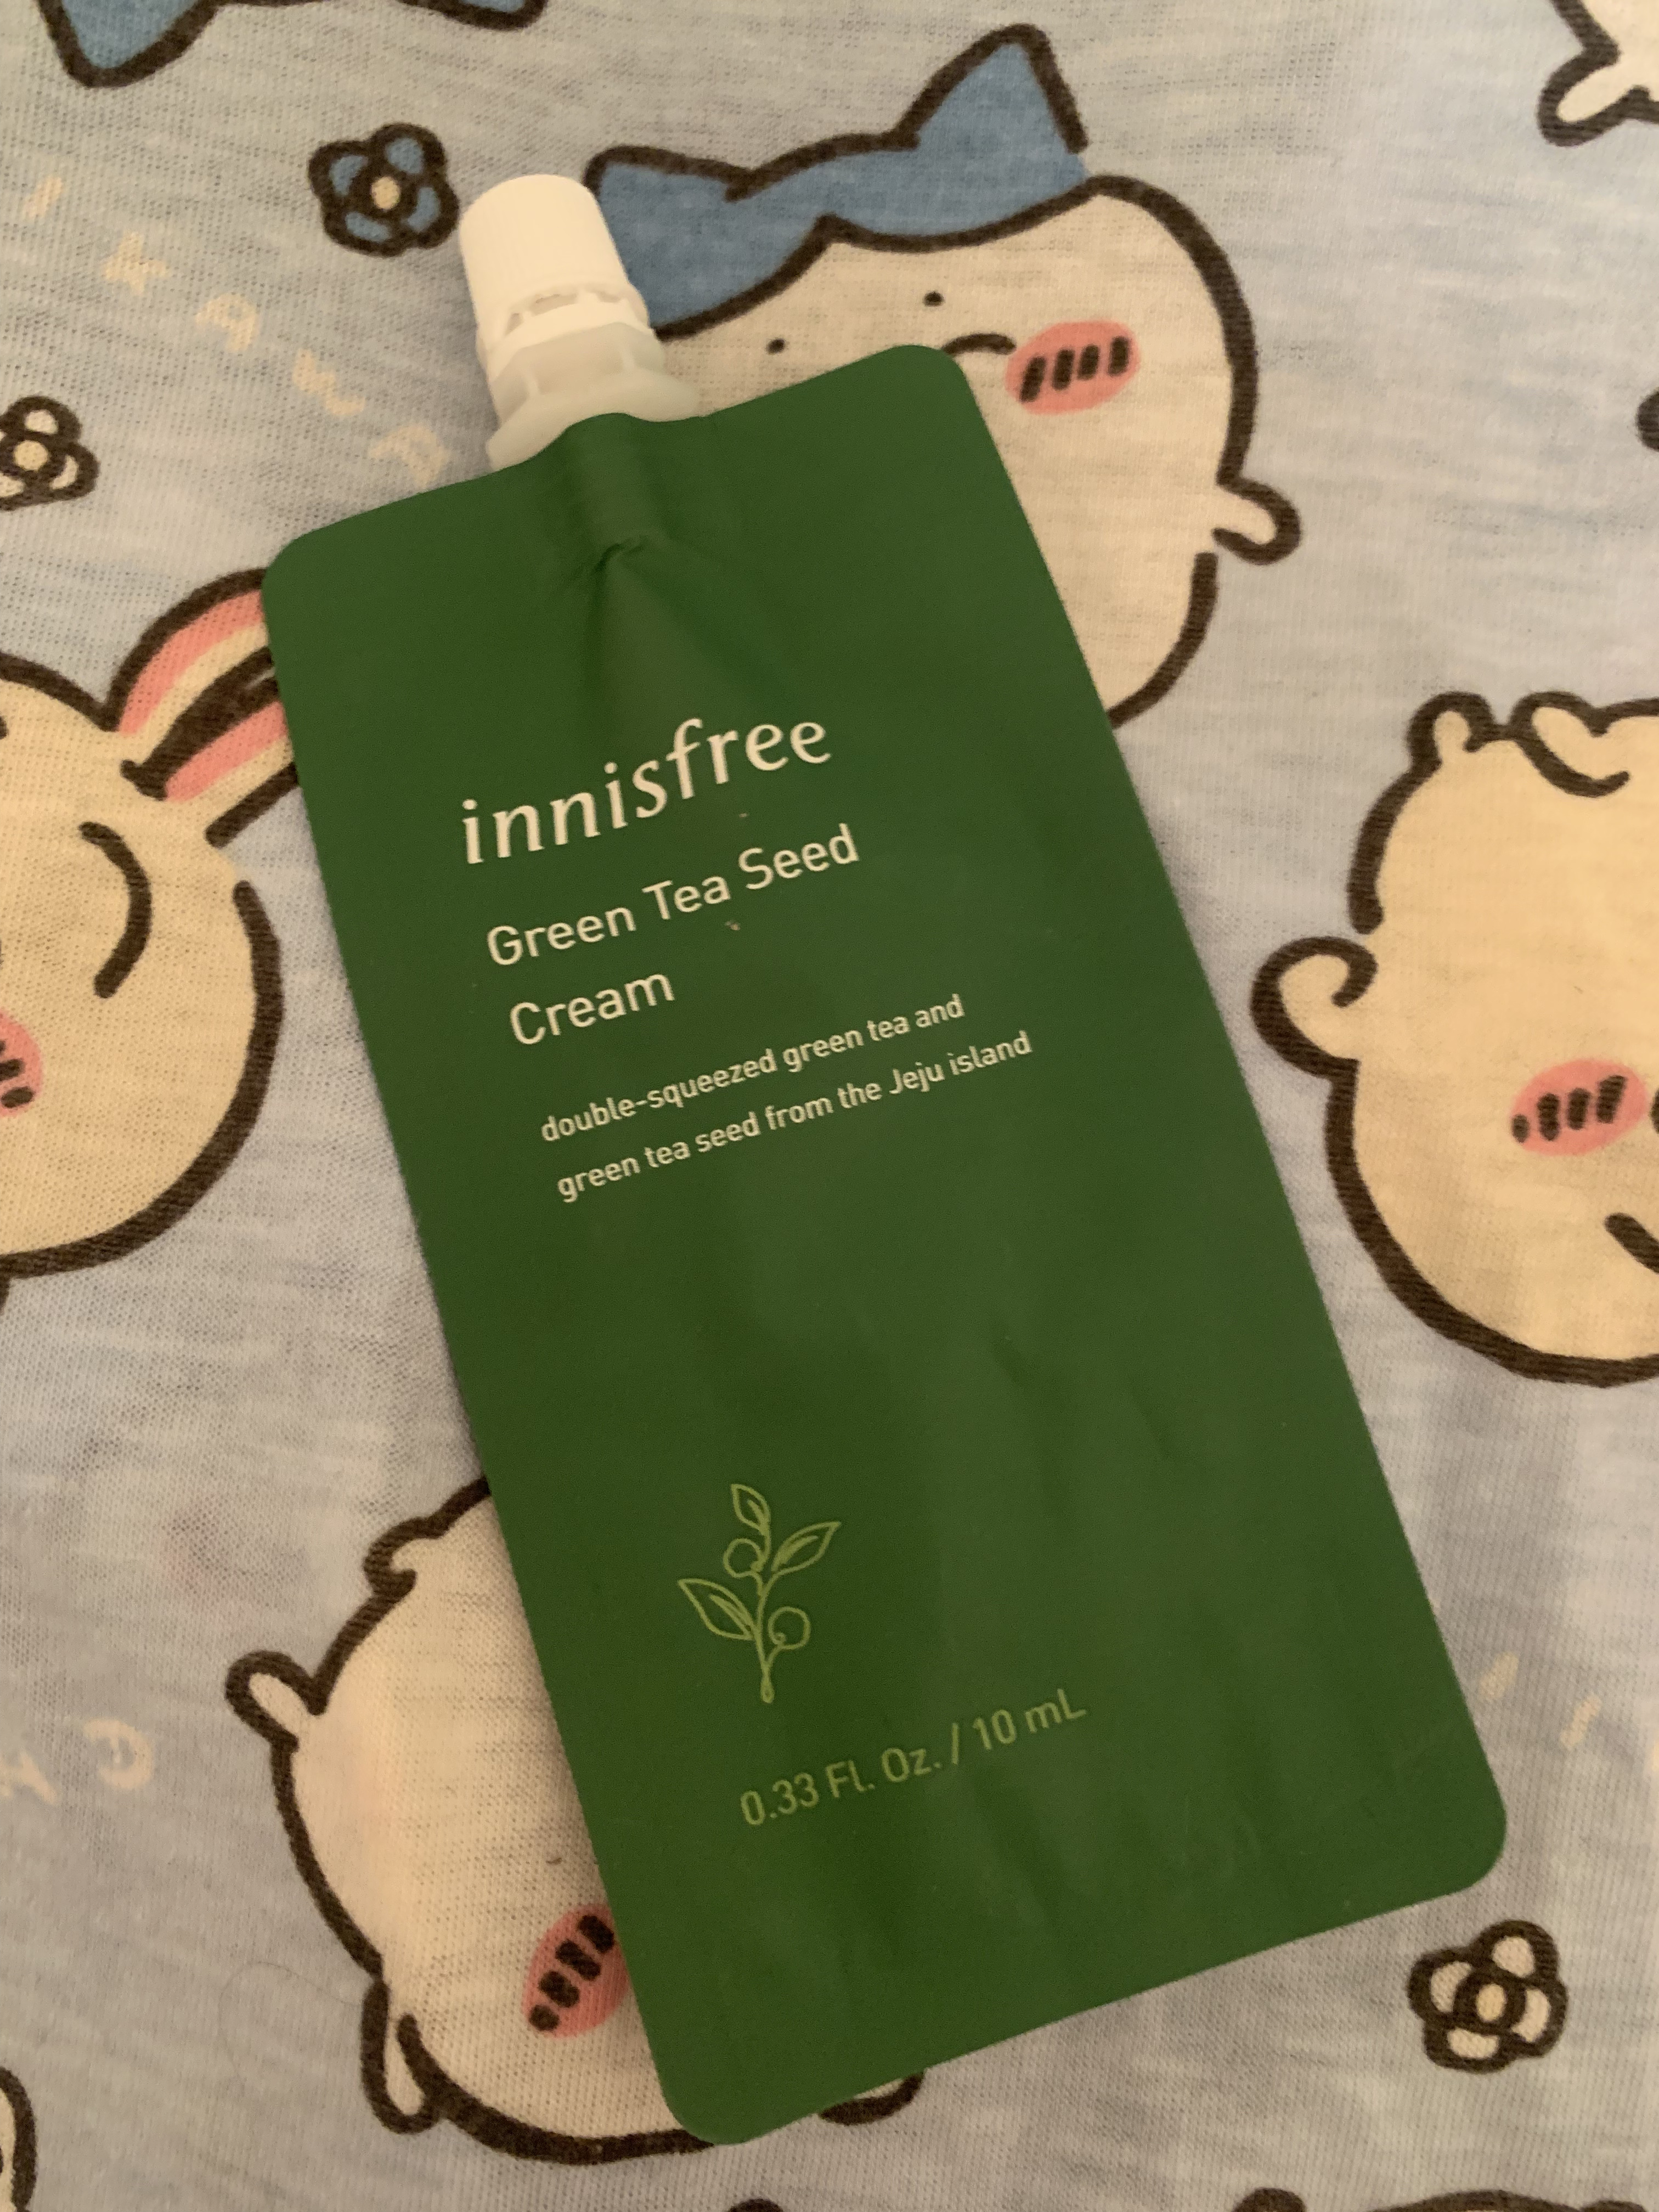 innisfree
Green Tea Seed
Cream
double-squeezed green tea and
green tea seed from the Jeju island
0.33 Fl. Oz. / 10 mL
I K A W A